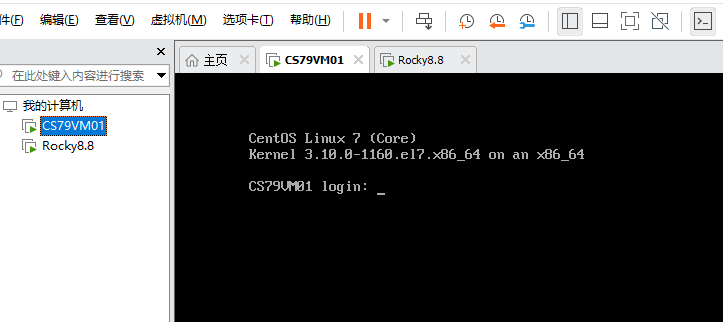 件(F) 编辑(E) 查看(V) 虚拟机(M) 选项卡(T) 帮助(H)
在此处键入内容进行搜索
我的计算机
CS79VM01
Rocky8.8
主页 CS79VM01 Rocky8.8
CentOS Linux 7 (Core)
Kernel 3.10.0-1160.el7.x86_64 on an x86_64
CS79VM01 login: _